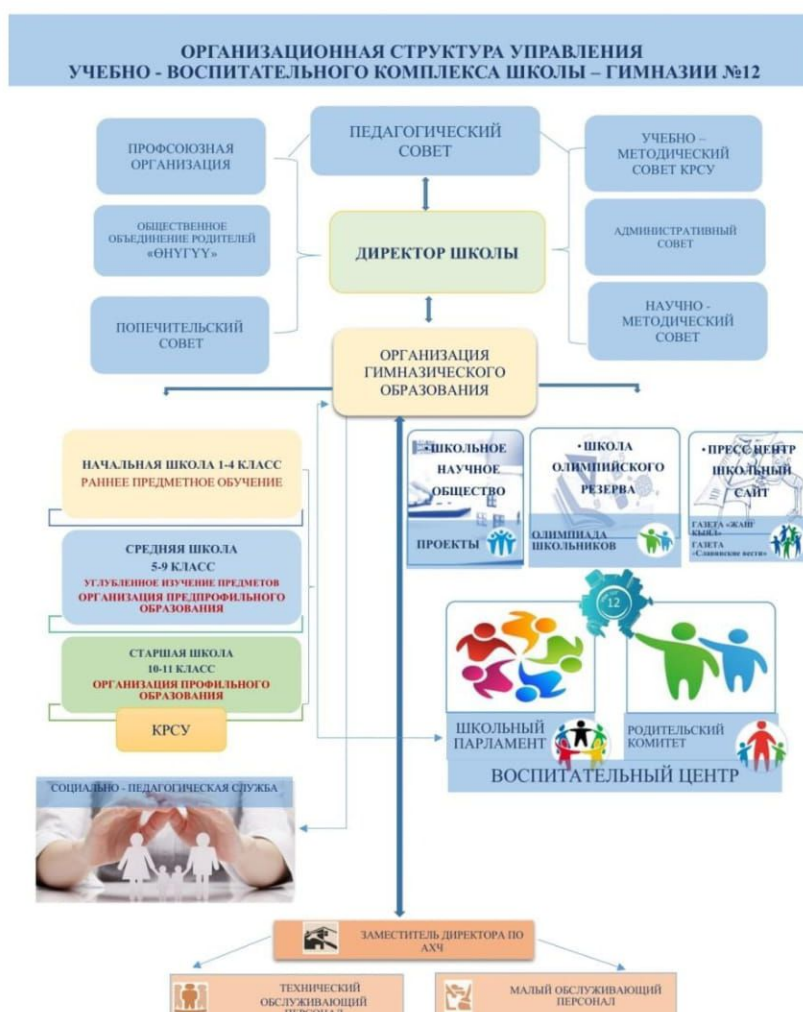 ОРГАНИЗАЦИОННАЯ СТРУКТУРА УПРАВЛЕНИЯ
УЧЕБНО - ВОСПИТАТЕЛЬНОГО КОМПЛЕКСА ШКОЛЫ – ГИМНАЗИИ №12
ПРОФСОЮЗНАЯ
ОРГАНИЗАЦИЯ
ПЕДАГОГИЧЕСКИЙ
СОВЕТ
УЧЕБНО –
МЕТОДИЧЕСКИЙ
СОВЕТ КРСУ
ОБЩЕСТВЕННОЕ
ОБЪЕДИНЕНИЕ РОДИТЕЛЕЙ
«ӨНҮГҮҮ»
ДИРЕКТОР ШКОЛЫ
АДМИНИСТРАТИВНЫЙ
СОВЕТ
ПОПЕЧИТЕЛЬСКИЙ
СОВЕТ
НАУЧНО -
МЕТОДИЧЕСКИЙ
СОВЕТ
ОРГАНИЗАЦИЯ
ГИМНАЗИЧЕСКОГО
ОБРАЗОВАНИЯ
НАЧАЛЬНАЯ ШКОЛА 1-4 КЛАСС
РАННЕЕ ПРЕДМЕТНОЕ ОБУЧЕНИЕ
СРЕДНЯЯ ШКОЛА
5-9 КЛАСС
УГЛУБЛЕННОЕ ИЗУЧЕНИЕ ПРЕДМЕТОВ
ОРГАНИЗАЦИЯ ПРЕДПРОФИЛЬНОГО
ОБРАЗОВАНИЯ
СТАРШАЯ ШКОЛА
10-11 КЛАСС
ОРГАНИЗАЦИЯ ПРОФИЛЬНОГО
ОБРАЗОВАНИЯ
КРСУ
• ШКОЛЬНОЕ
НАУЧНОЕ
ОБЩЕСТВО
ПРОЕКТЫ
• ШКОЛА
ОЛИМПИЙСКОГО
РЕЗЕРВА
ОЛИМПИАДА
ШКОЛЬНИКОВ
• ПРЕСС ЦЕНТР
ШКОЛЬНЫЙ
САЙТ
ГАЗЕТА «ЖАШ
КЫЯЛ»
ГАЗЕТА
«Славянские вести»
12
ШКОЛЬНЫЙ
ПАРЛАМЕНТ
РОДИТЕЛЬСКИЙ
КОМИТЕТ
ВОСПИТАТЕЛЬНЫЙ ЦЕНТР
СОЦИАЛЬНО - ПЕДАГОГИЧЕСКАЯ СЛУЖБА
ЗАМЕСТИТЕЛЬ ДИРЕКТОРА ПО
АХЧ
ТЕХНИЧЕСКИЙ
ОБСЛУЖИВАЮЩИЙ
ПЕРСОНАЛ
МАЛЫЙ ОБСЛУЖИВАЮЩИЙ
ПЕРСОНАЛ